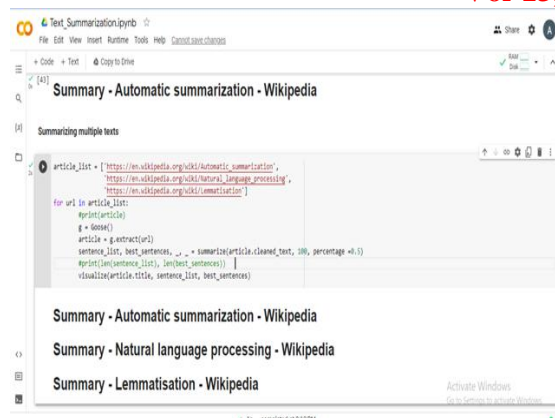 Text_Summarization.ipynb
Share
A
File Edit View Insert Runtime Tools Help Cannot save changes
+ Code + Text Copy to Drive
RAM
Disk
[43]
Summary - Automatic summarization - Wikipedia
Summarizing multiple texts
article_list = ['https://en.wikipedia.org/wiki/Automatic_summarization',
'https://en.wikipedia.org/wiki/Natural_language_processing',
'https://en.wikipedia.org/wiki/Lemmatisation']
for url in article_list:
#print(article)
g = Goose()
article = g.extract(url)
sentence_list, best_sentences, _, _ = summarize(article.cleaned_text, 100, percentage =0.5)
#print(len(sentence_list), len(best_sentences))
visualize(article.title, sentence_list, best_sentences)
Summary - Automatic summarization - Wikipedia
Summary - Natural language processing - Wikipedia
Summary - Lemmatisation - Wikipedia
Activate Windows
Go to Settings to activate Windows.